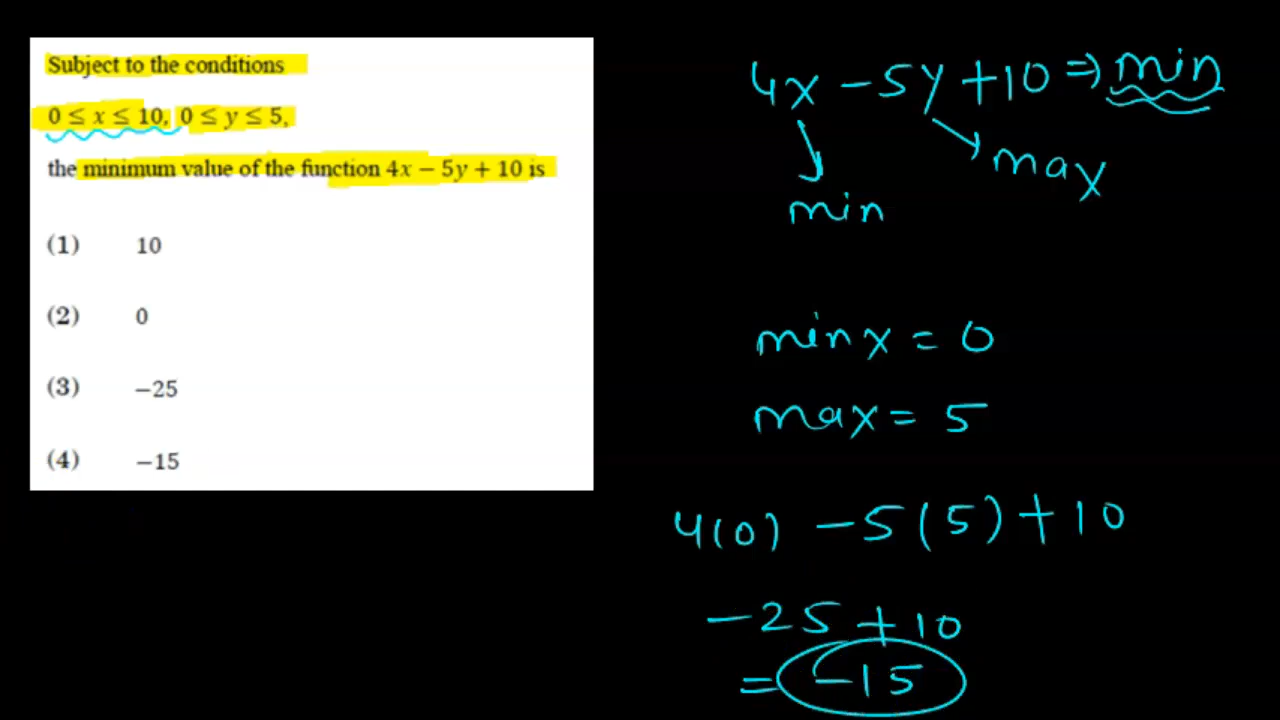 Subject to the conditions
0 ≤ x ≤ 10, 0 ≤ y ≤ 5,
the minimum value of the function 4x − 5y + 10 is
(1) 10
(2) 0
(3) −25
(4) −15
4x − 5y + 10 ⇒ min
max
min
min x = 0
max = 5
4(0) − 5(5) + 10
−25 + 10
= −15